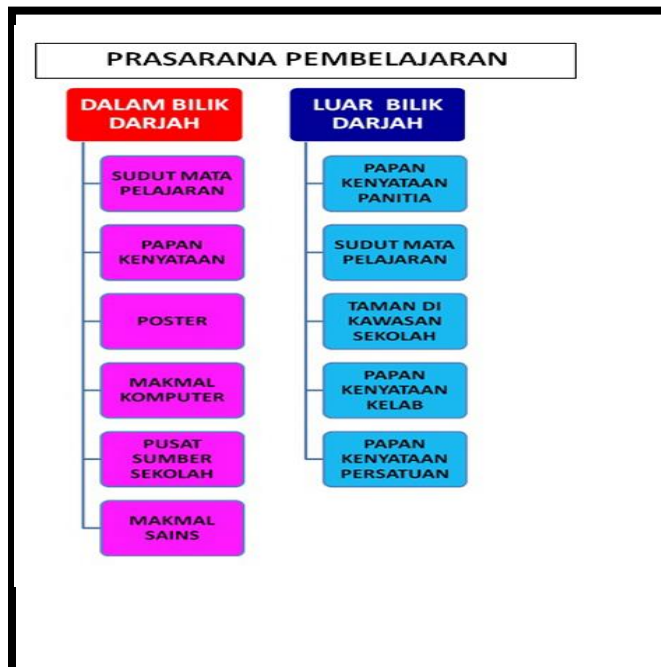 PRASARANA PEMBELAJARAN
DALAM BILIK
DARJAH
SUDUT MATA
PELAJARAN
PAPAN
KENYATAAN
POSTER
MAKMAL
KOMPUTER
PUSAT
SUMBER
SEKOLAH
MAKMAL
SAINS
LUAR BILIK
DARJAH
PAPAN
KENYATAAN
PANITIA
SUDUT MATA
PELAJARAN
TAMAN DI
KAWASAN
SEKOLAH
PAPAN
KENYATAAN
KELAB
PAPAN
KENYATAAN
PERSATUAN